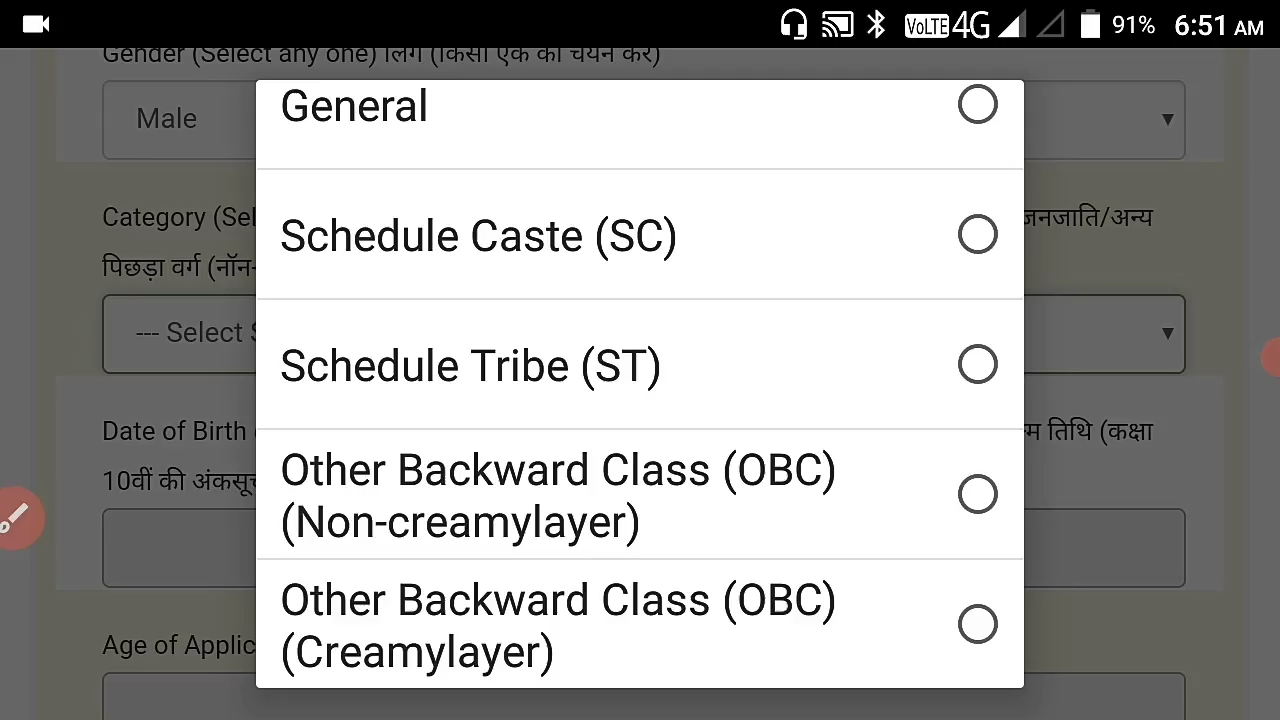 VoLTE 4G 91% 6:51 AM
Gender (Select any one) लिंग (किसी एक का चयन करें)
Male
General
Schedule Caste (SC)
Category (Sel
जनजाति/अन्य
पिछड़ा वर्ग (नॉन-
--- Select
Schedule Tribe (ST)
Date of Birth
तिथि (कक्षा
10वीं की
Other Backward Class (OBC)
(Non-creamylayer)
Other Backward Class (OBC)
(Creamylayer)
Age of Applic